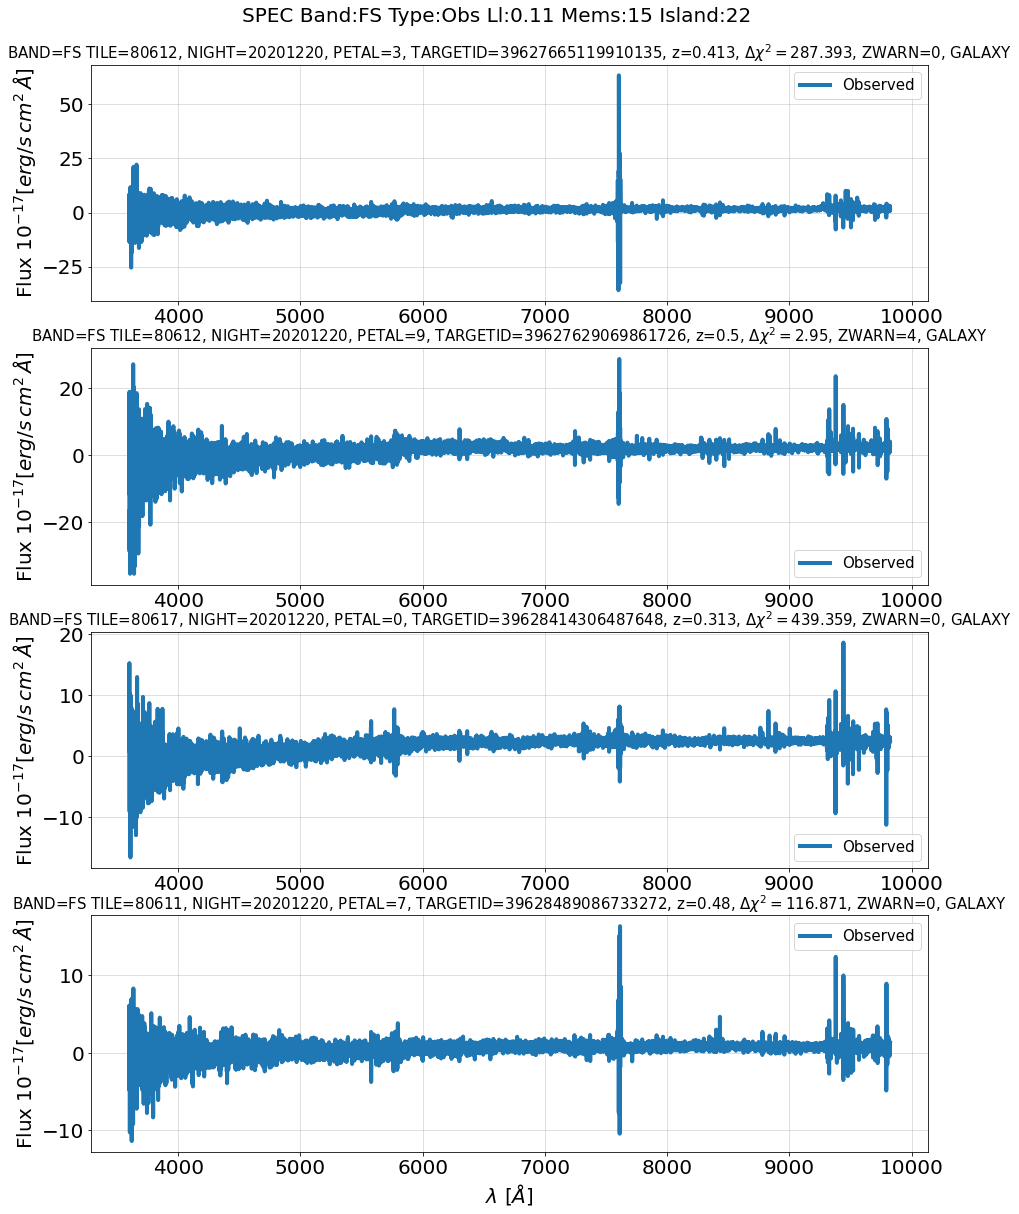 SPEC Band:FS Type:Obs Ll:0.11 Mems:15 Island:22
BAND=FS TILE=80612, NIGHT=20201220, PETAL=3, TARGETID=39627665119910135, z=0.413, Δχ² = 287.393, ZWARN=0, GALAXY
Flux 10⁻¹⁷[erg/s cm² Å]
50
25
0
−25
Observed
4000 5000 6000 7000 8000 9000 10000
BAND=FS TILE=80612, NIGHT=20201220, PETAL=9, TARGETID=39627629069861726, z=0.5, Δχ² = 2.95, ZWARN=4, GALAXY
Flux 10⁻¹⁷[erg/s cm² Å]
20
0
−20
Observed
4000 5000 6000 7000 8000 9000 10000
BAND=FS TILE=80617, NIGHT=20201220, PETAL=0, TARGETID=39628414306487648, z=0.313, Δχ² = 439.359, ZWARN=0, GALAXY
Flux 10⁻¹⁷[erg/s cm² Å]
20
10
0
−10
Observed
4000 5000 6000 7000 8000 9000 10000
BAND=FS TILE=80611, NIGHT=20201220, PETAL=7, TARGETID=39628489086733272, z=0.48, Δχ² = 116.871, ZWARN=0, GALAXY
Flux 10⁻¹⁷[erg/s cm² Å]
10
0
−10
Observed
4000 5000 6000 7000 8000 9000 10000
λ [Å]